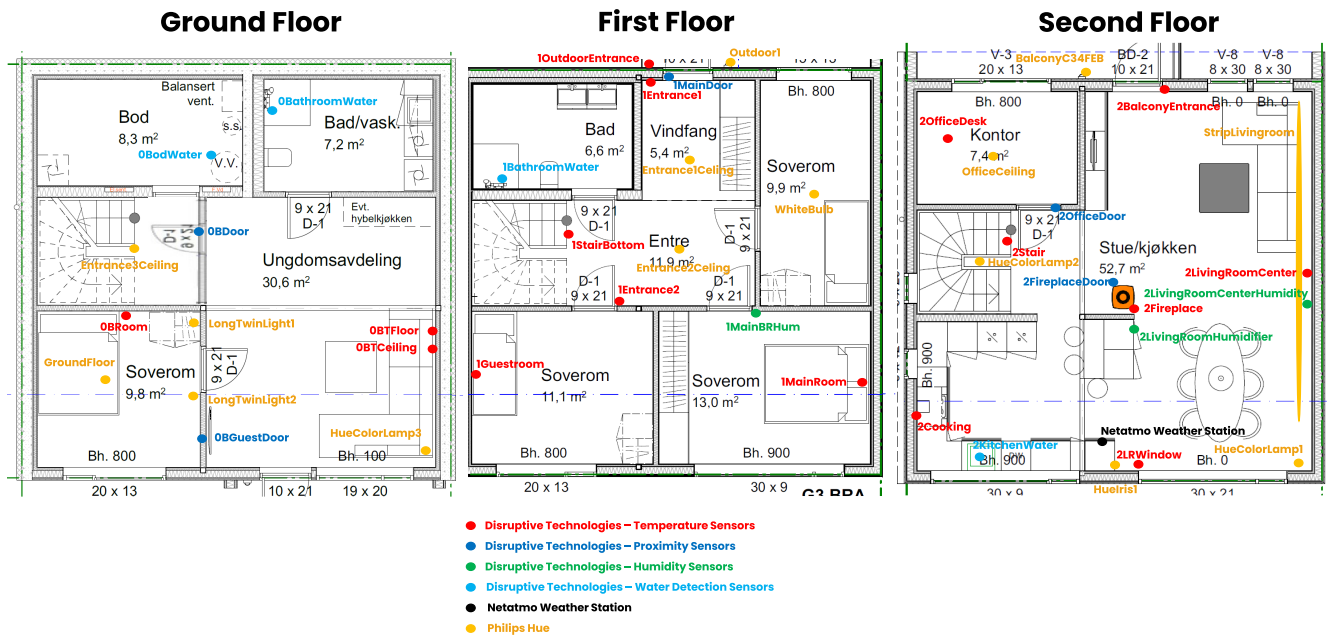 Ground Floor
Balansert
vent.
Bod
8,3 m²
s.s.
0BodWater
V.V.
0BathroomWater
Bad/vask.
7,2 m²
9 x 21
D-1
Evt.
hybelkjøkken
D-1
9 x 21
0BDoor
Entrance3Ceiling
Ungdomsavdeling
30,6 m²
0BRoom
LongTwinLight1
0BTFloor
0BTCeiling
GroundFloor
Soverom
9,8 m²
9 x 21
D-1
LongTwinLight2
0BGuestDoor
HueColorLamp3
Bh. 800
Bh. 100
20 x 13
10 x 21
19 x 20
First Floor
Outdoor1
1OutdoorEntrance
1MainDoor
1Entrance1
Bh. 800
Bad
6,6 m²
Vindfang
5,4 m²
1BathroomWater
Entrance1Ceiling
Soverom
9,9 m²
WhiteBulb
9 x 21
D-1
1StairBottom
Entre
11,9 m²
Entrance2Ceiling
D-1
9 x 21
D-1
9 x 21
D-1
9 x 21
1Entrance2
1MainBRHum
1Guestroom
Soverom
11,1 m²
Soverom
13,0 m²
1MainRoom
Bh. 800
Bh. 900
20 x 13
30 x 9
G3 BRA
Second Floor
V-3
20 x 13
BalconyC34FEB
BD-2
10 x 21
V-8
8 x 30
V-8
8 x 30
Bh. 800
2BalconyEntrance
Bh. 0
Bh. 0
2OfficeDesk
Kontor
7,4 m²
OfficeCeiling
StripLivingroom
2OfficeDoor
9 x 21
D-1
2Stair
HueColorLamp2
Stue/kjøkken
52,7 m²
2FireplaceDoor
2LivingRoomCenter
2LivingRoomCenterHumidity
2Fireplace
2LivingRoomHumidifier
Bh. 900
2Cooking
2KitchenWater
Bh. 900
Netatmo Weather Station
2LRWindow
HueColorLamp1
Bh. 0
HueIris1
30 x 9
30 x 21
Disruptive Technologies – Temperature Sensors
Disruptive Technologies – Proximity Sensors
Disruptive Technologies – Humidity Sensors
Disruptive Technologies – Water Detection Sensors
Netatmo Weather Station
Philips Hue